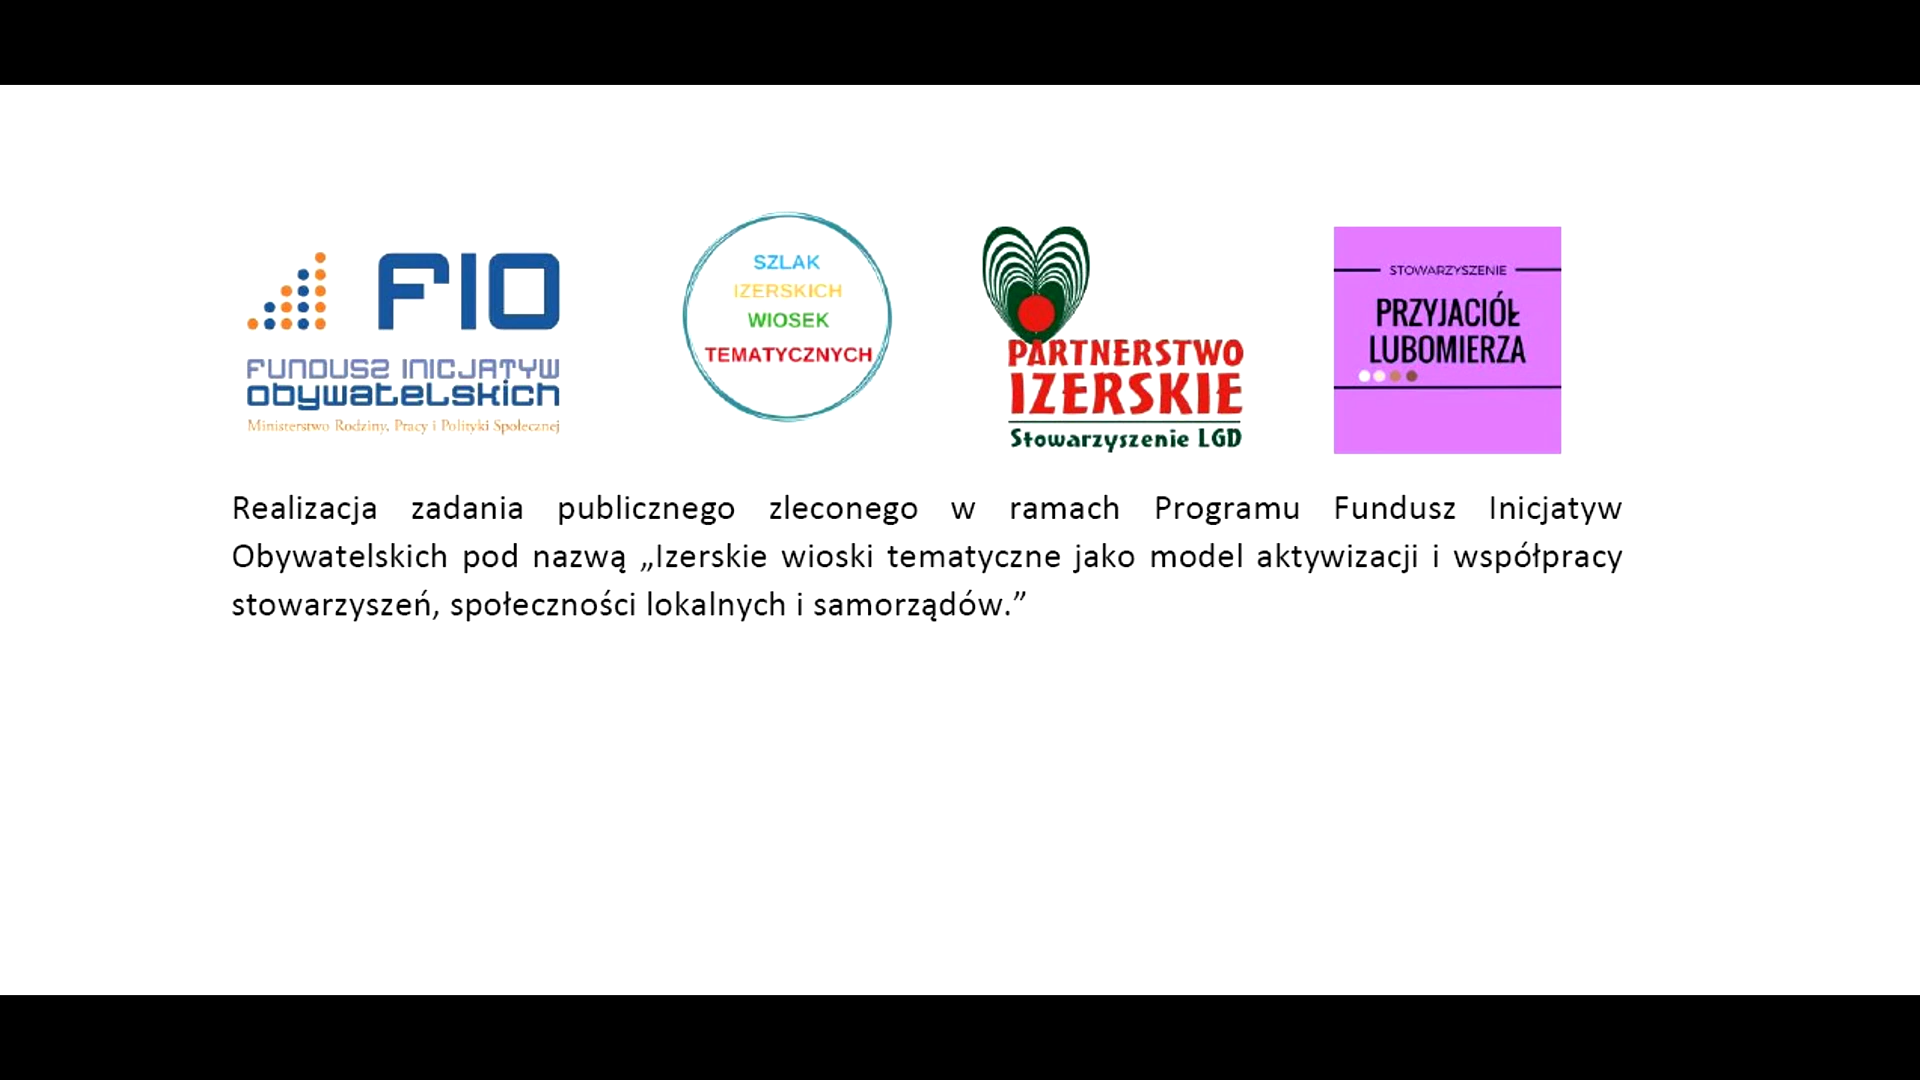 FIO
FUNDUSZ INICJATYW
obywatelskich
Ministerstwo Rodziny, Pracy i Polityki Społecznej
SZLAK
IZERSKICH
WIOSEK
TEMATYCZNYCH
PARTNERSTWO
IZERSKIE
Stowarzyszenie LGD
STOWARZYSZENIE
PRZYJACIÓŁ
LUBOMIERZA
Realizacja zadania publicznego zleconego w ramach Programu Fundusz Inicjatyw
Obywatelskich pod nazwą „Izerskie wioski tematyczne jako model aktywizacji i współpracy
stowarzyszeń, społeczności lokalnych i samorządów.”